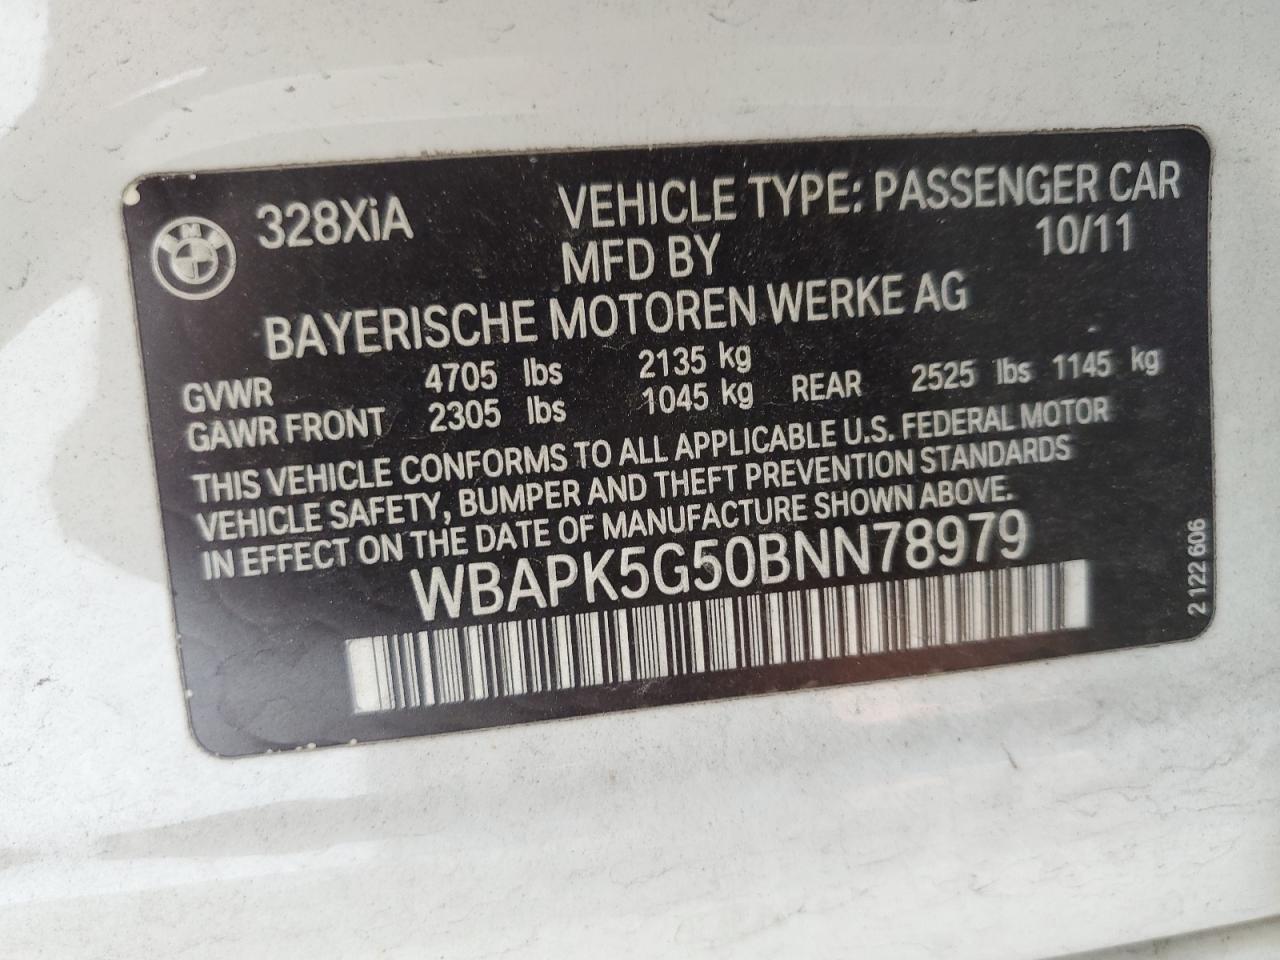 BMW 328XiA VEHICLE TYPE: PASSENGER CAR
MFD BY 10/11
BAYERISCHE MOTOREN WERKE AG
GVWR 4705 lbs 2135 kg
GAWR FRONT 2305 lbs 1045 kg REAR 2525 lbs 1145 kg
THIS VEHICLE CONFORMS TO ALL APPLICABLE U.S. FEDERAL MOTOR
VEHICLE SAFETY, BUMPER AND THEFT PREVENTION STANDARDS
IN EFFECT ON THE DATE OF MANUFACTURE SHOWN ABOVE.
WBAPK5G50BNN78979
2 122 606